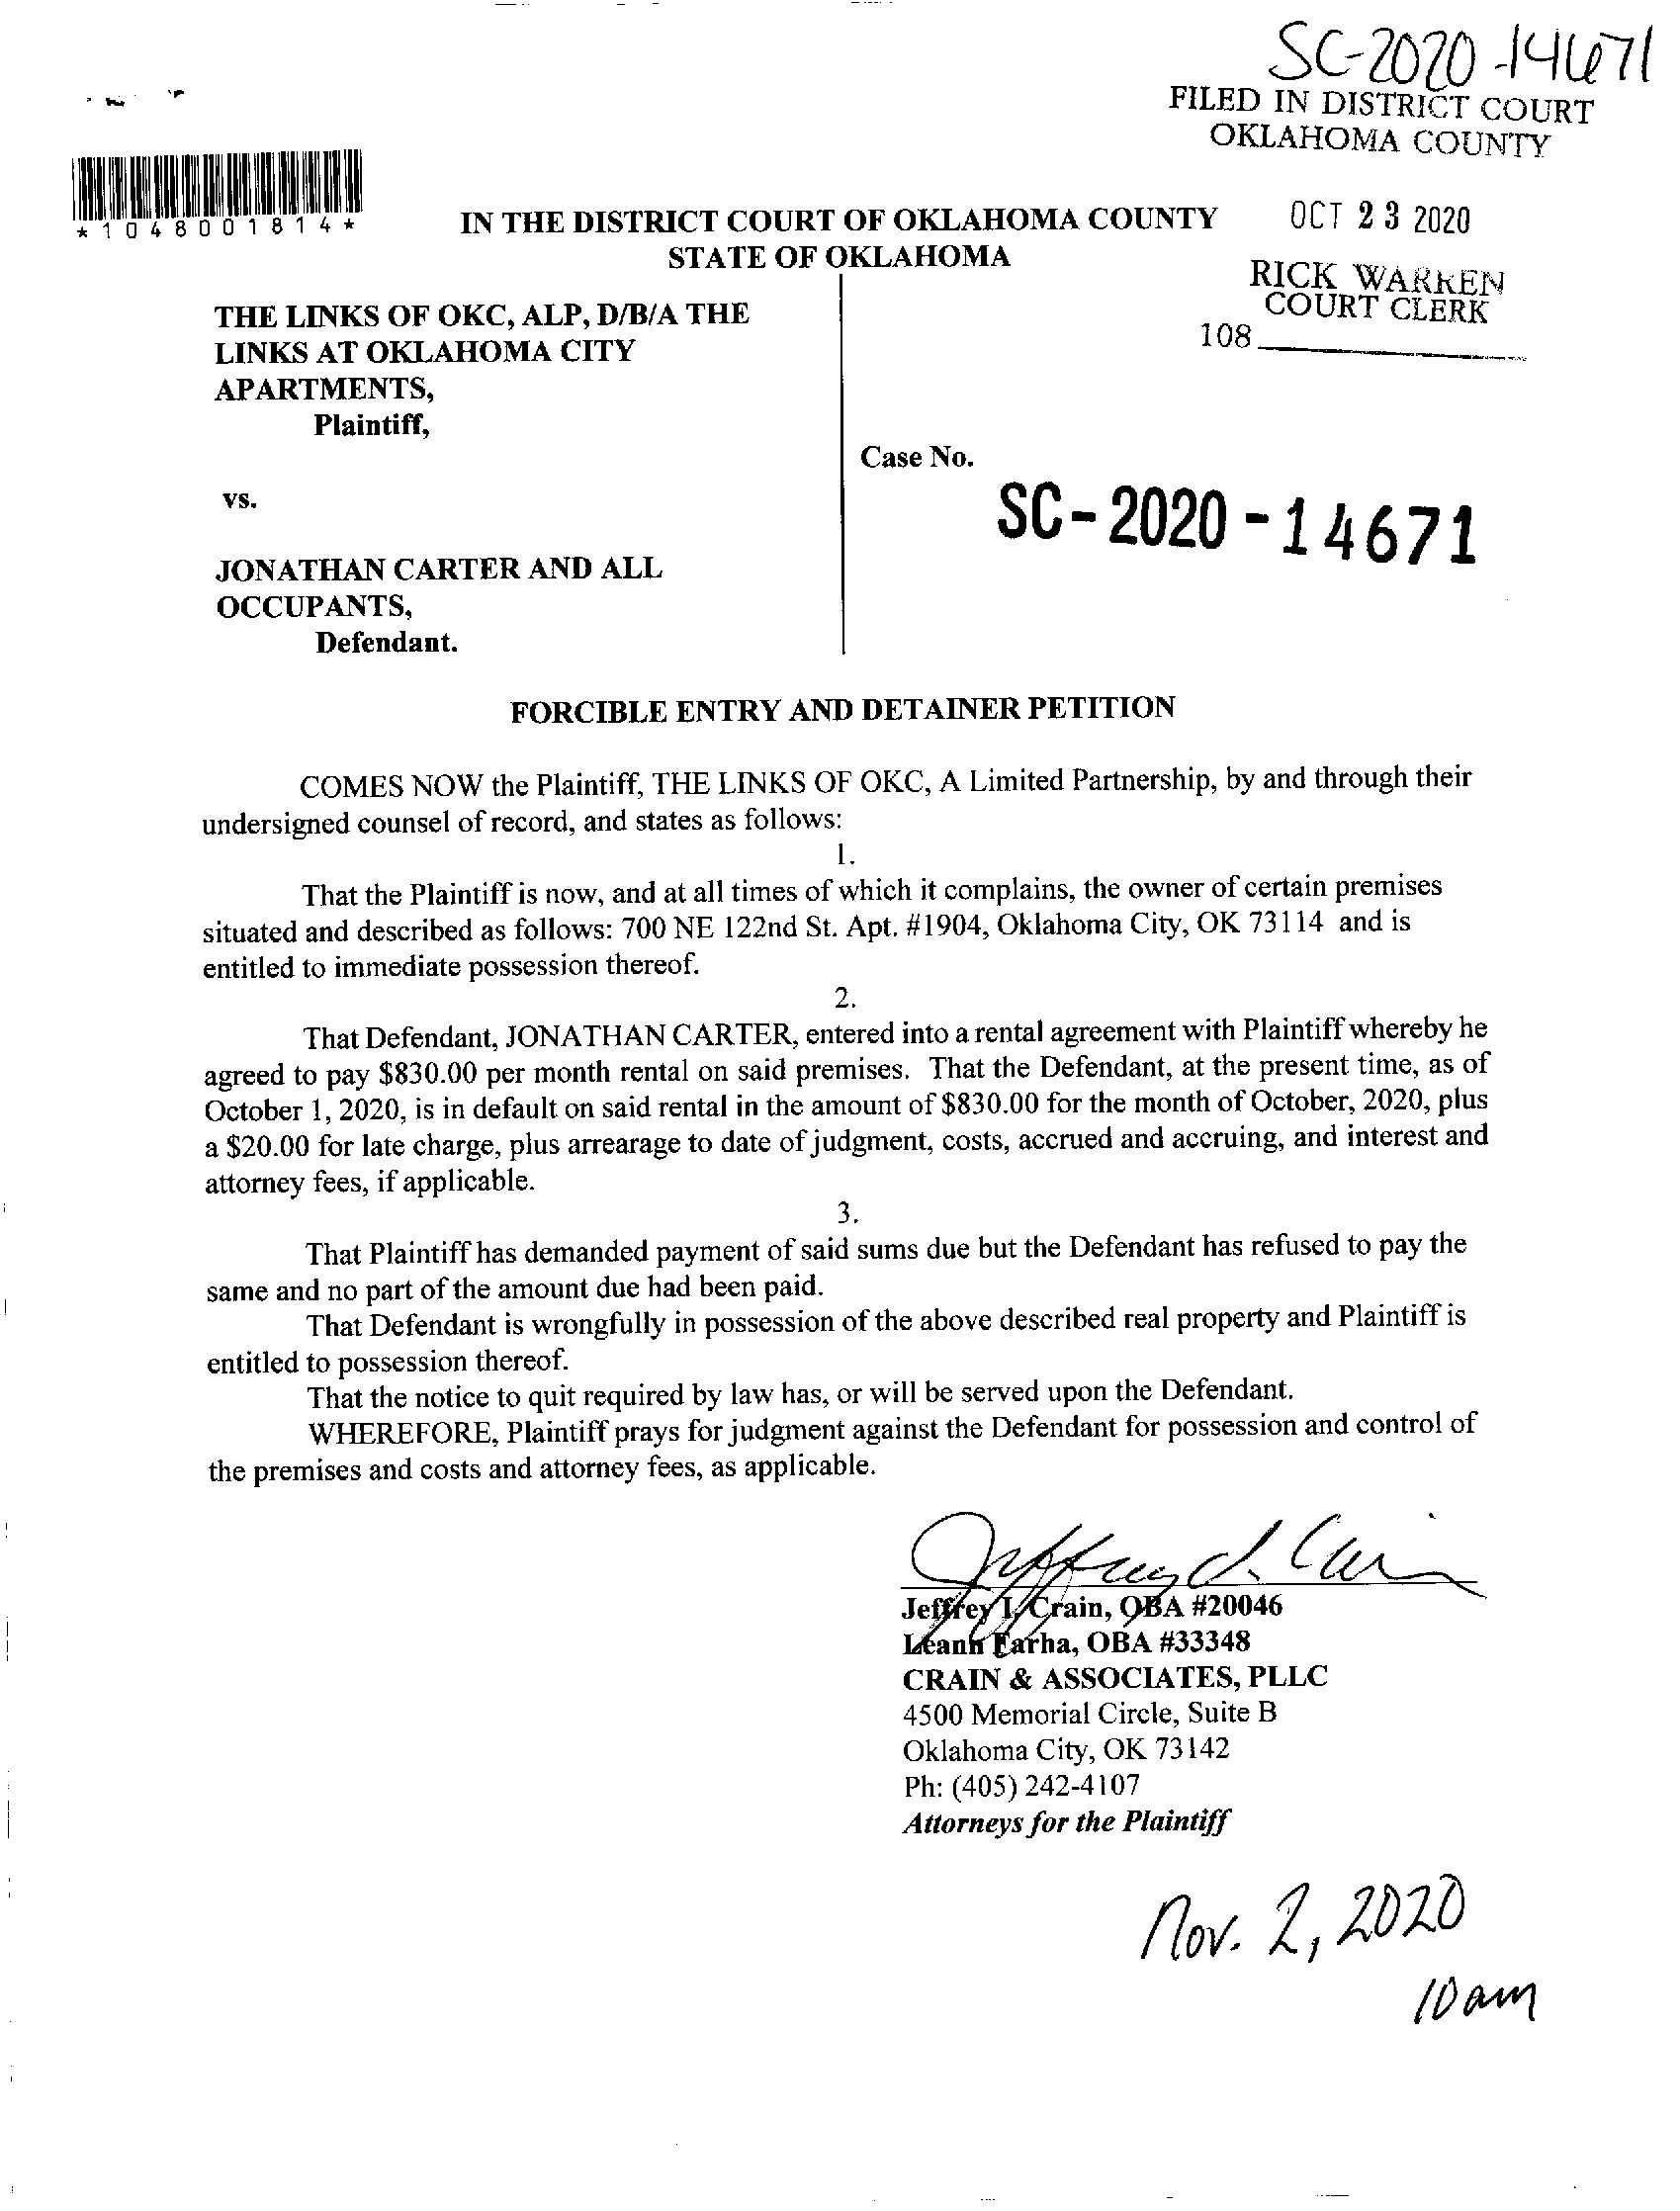 SC-2020-14671
FILED IN DISTRICT COURT
OKLAHOMA COUNTY
*1048001814*
IN THE DISTRICT COURT OF OKLAHOMA COUNTY
STATE OF OKLAHOMA
OCT 23 2020
RICK WARREN
COURT CLERK
108
THE LINKS OF OKC, ALP, D/B/A THE
LINKS AT OKLAHOMA CITY
APARTMENTS,
Plaintiff,
Case No.
vs.
SC-2020-14671
JONATHAN CARTER AND ALL
OCCUPANTS,
Defendant.
FORCIBLE ENTRY AND DETAINER PETITION
COMES NOW the Plaintiff, THE LINKS OF OKC, A Limited Partnership, by and through their
undersigned counsel of record, and states as follows:
1.
That the Plaintiff is now, and at all times of which it complains, the owner of certain premises
situated and described as follows: 700 NE 122nd St. Apt. #1904, Oklahoma City, OK 73114 and is
entitled to immediate possession thereof.
2.
That Defendant, JONATHAN CARTER, entered into a rental agreement with Plaintiff whereby he
agreed to pay $830.00 per month rental on said premises. That the Defendant, at the present time, as of
October 1, 2020, is in default on said rental in the amount of $830.00 for the month of October, 2020, plus
a $20.00 for late charge, plus arrearage to date of judgment, costs, accrued and accruing, and interest and
attorney fees, if applicable.
3.
That Plaintiff has demanded payment of said sums due but the Defendant has refused to pay the
same and no part of the amount due had been paid.
That Defendant is wrongfully in possession of the above described real property and Plaintiff is
entitled to possession thereof.
That the notice to quit required by law has, or will be served upon the Defendant.
WHEREFORE, Plaintiff prays for judgment against the Defendant for possession and control of
the premises and costs and attorney fees, as applicable.
Jeffrey I. Crain, OBA #20046
Leann Farha, OBA #33348
CRAIN & ASSOCIATES, PLLC
4500 Memorial Circle, Suite B
Oklahoma City, OK 73142
Ph: (405) 242-4107
Attorneys for the Plaintiff
Nov. 2, 2020
10am